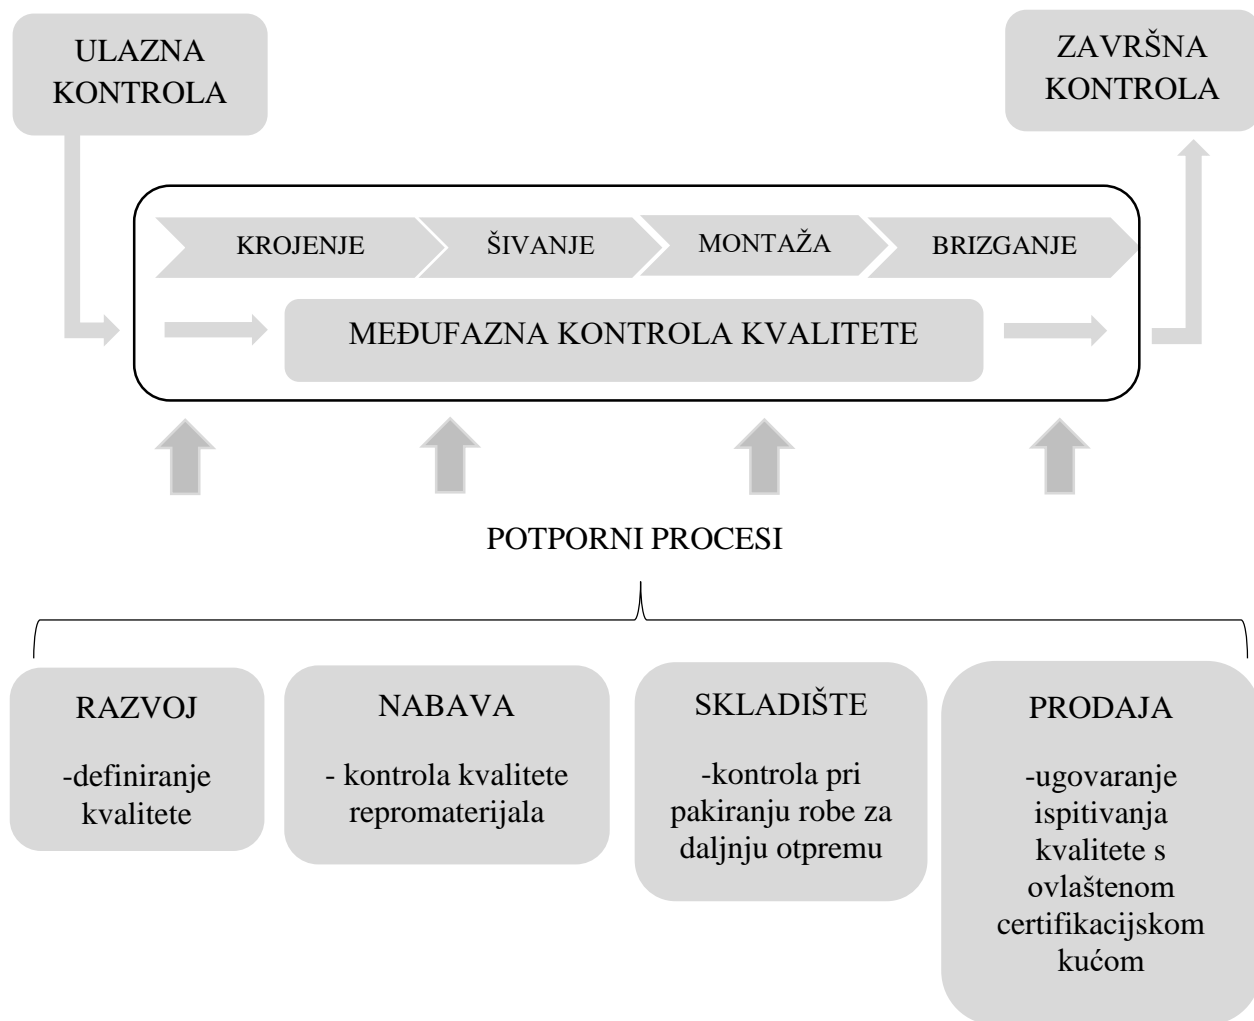 ULAZNA
KONTROLA
ZAVRŠNA
KONTROLA
KROJENJE
ŠIVANJE
MONTAŽA
BRIZGANJE
MEĐUFAZNA KONTROLA KVALITETE
POTPORNI PROCESI
RAZVOJ
-definiranje
kvalitete
NABAVA
- kontrola kvalitete
repromaterijala
SKLADIŠTE
-kontrola pri
pakiranju robe za
daljnju otpremu
PRODAJA
-ugovaranje
ispitivanja
kvalitete s
ovlaštenom
certifikacijskom
kućom